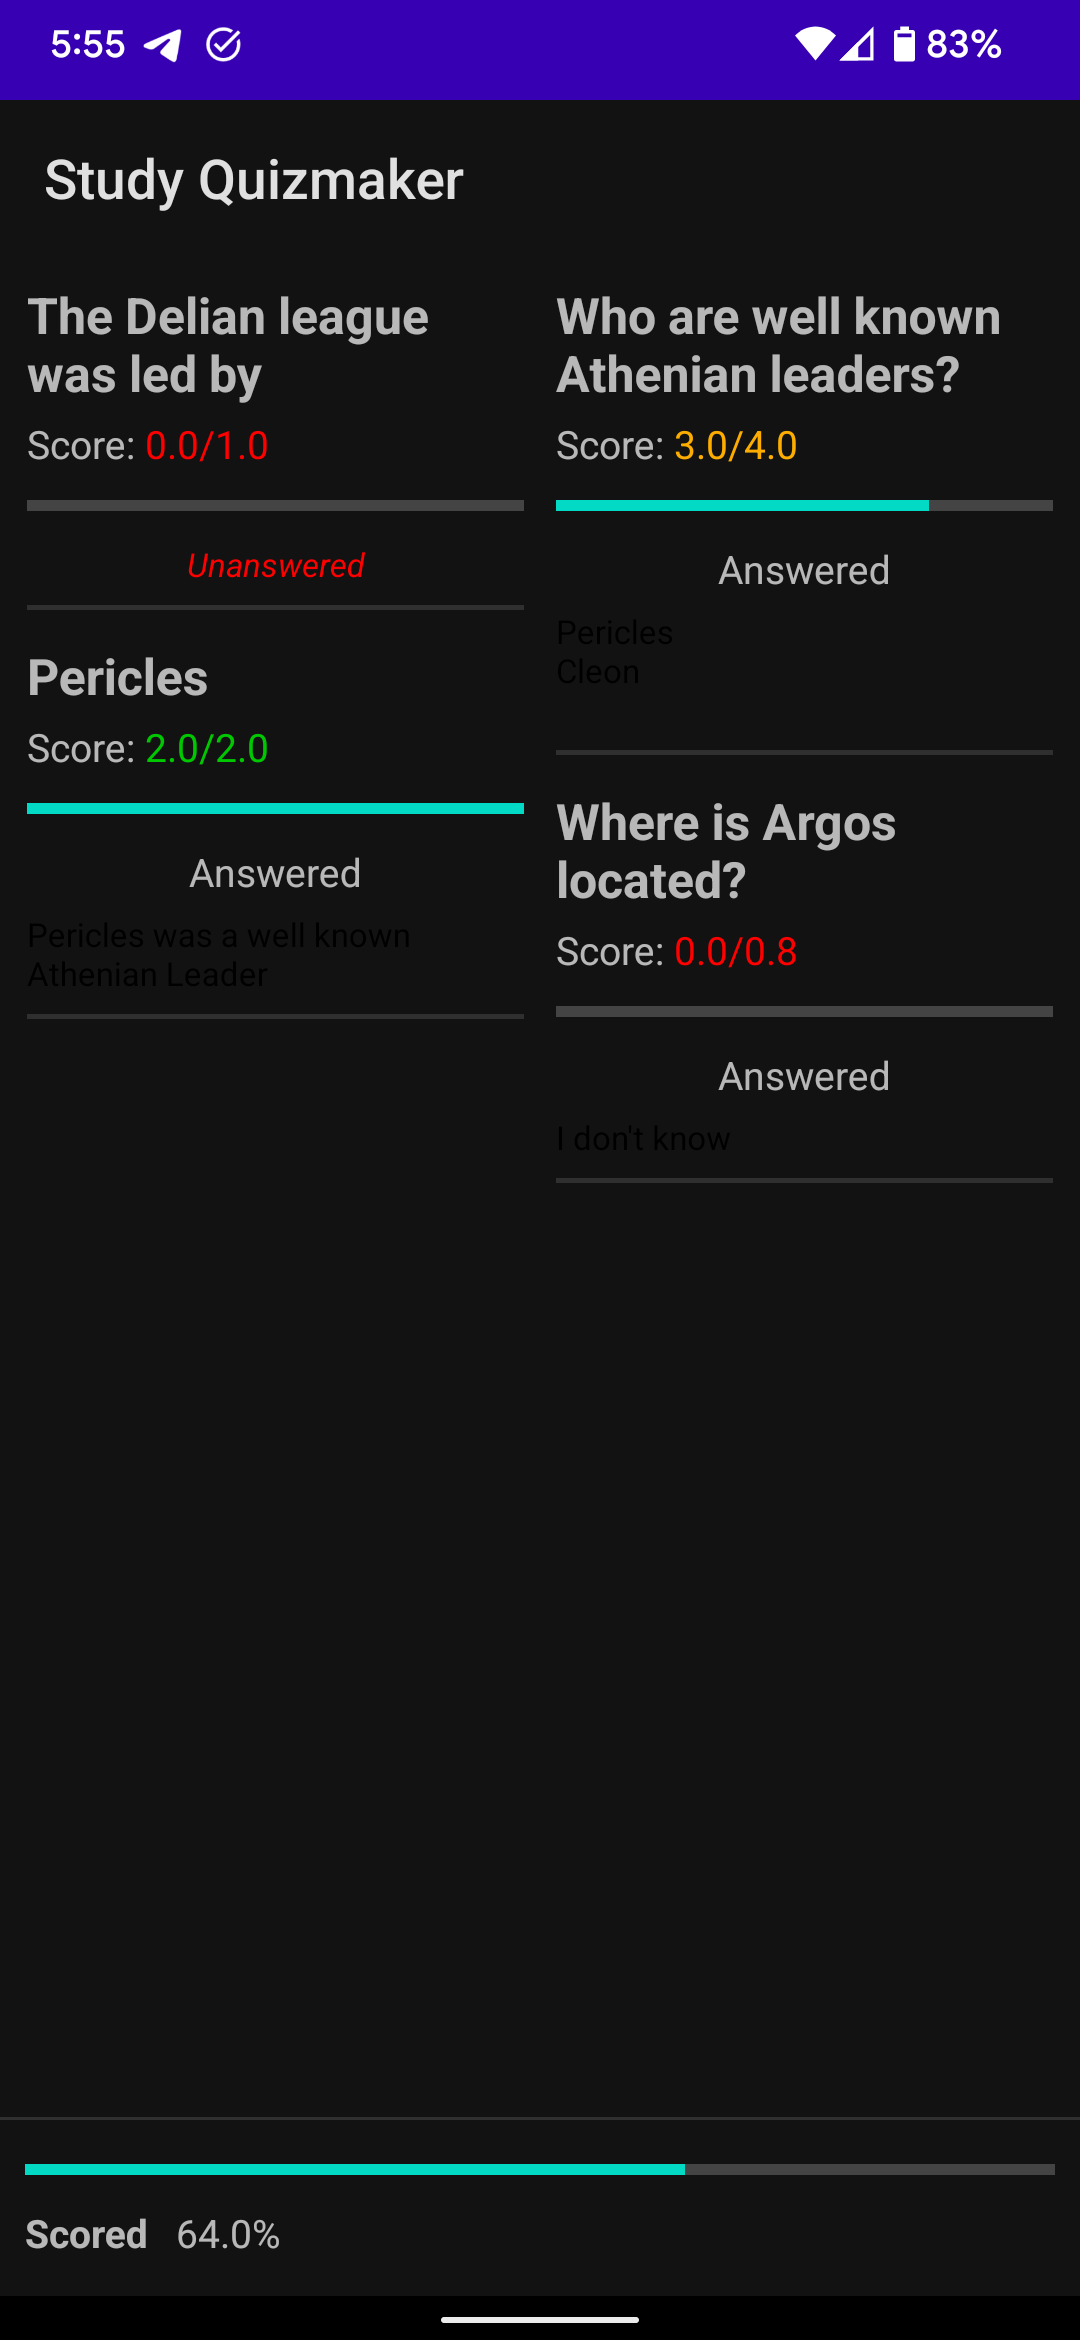 5:55
83%
Study Quizmaker
The Delian league
was led by
Score: 0.0/1.0
Unanswered
Pericles
Score: 2.0/2.0
Answered
Pericles was a well known
Athenian Leader
Who are well known
Athenian leaders?
Score: 3.0/4.0
Answered
Pericles
Cleon
Where is Argos
located?
Score: 0.0/0.8
Answered
I don't know
Scored 64.0%